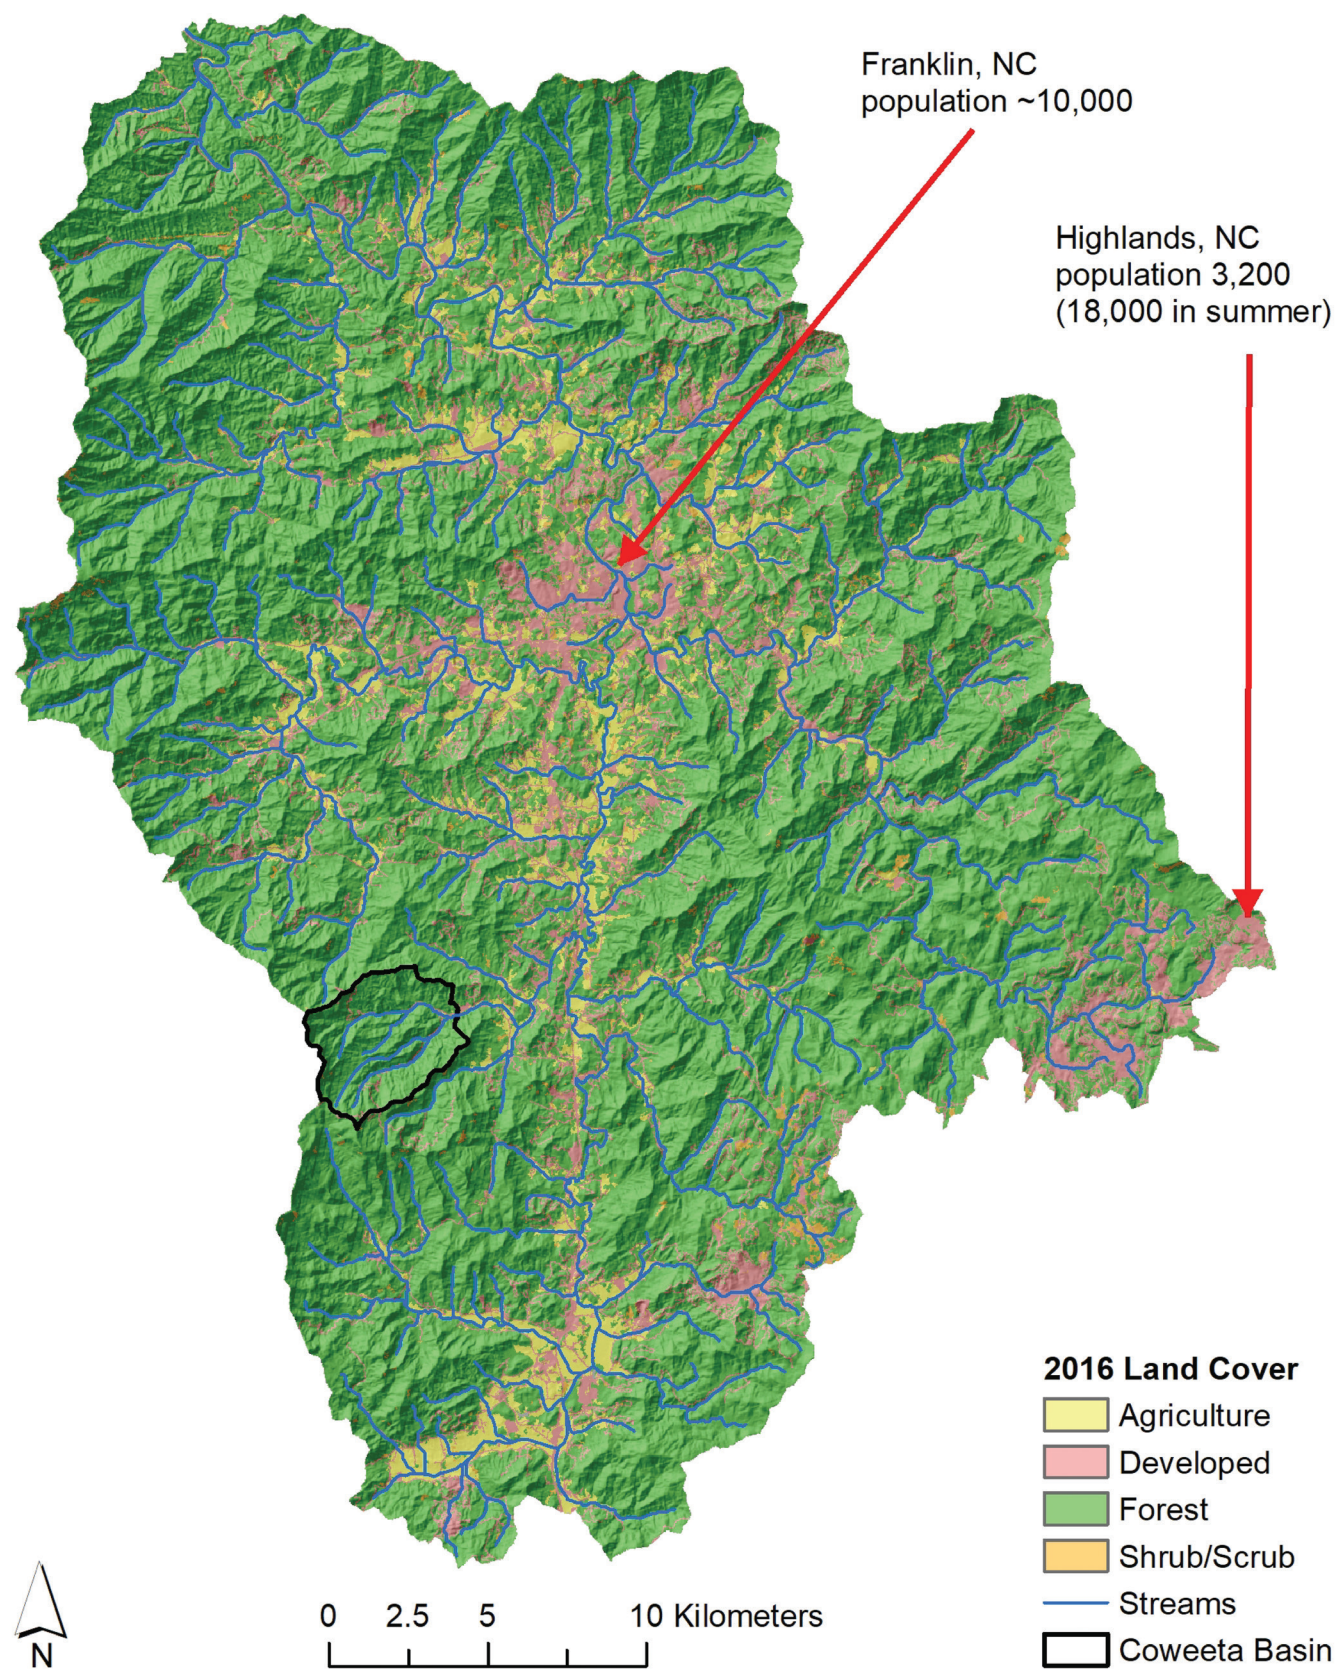 Franklin, NC
population ~10,000
Highlands, NC
population 3,200
(18,000 in summer)
2016 Land Cover
Agriculture
Developed
Forest
Shrub/Scrub
Streams
Coweeta Basin
0 2.5 5 10 Kilometers
N